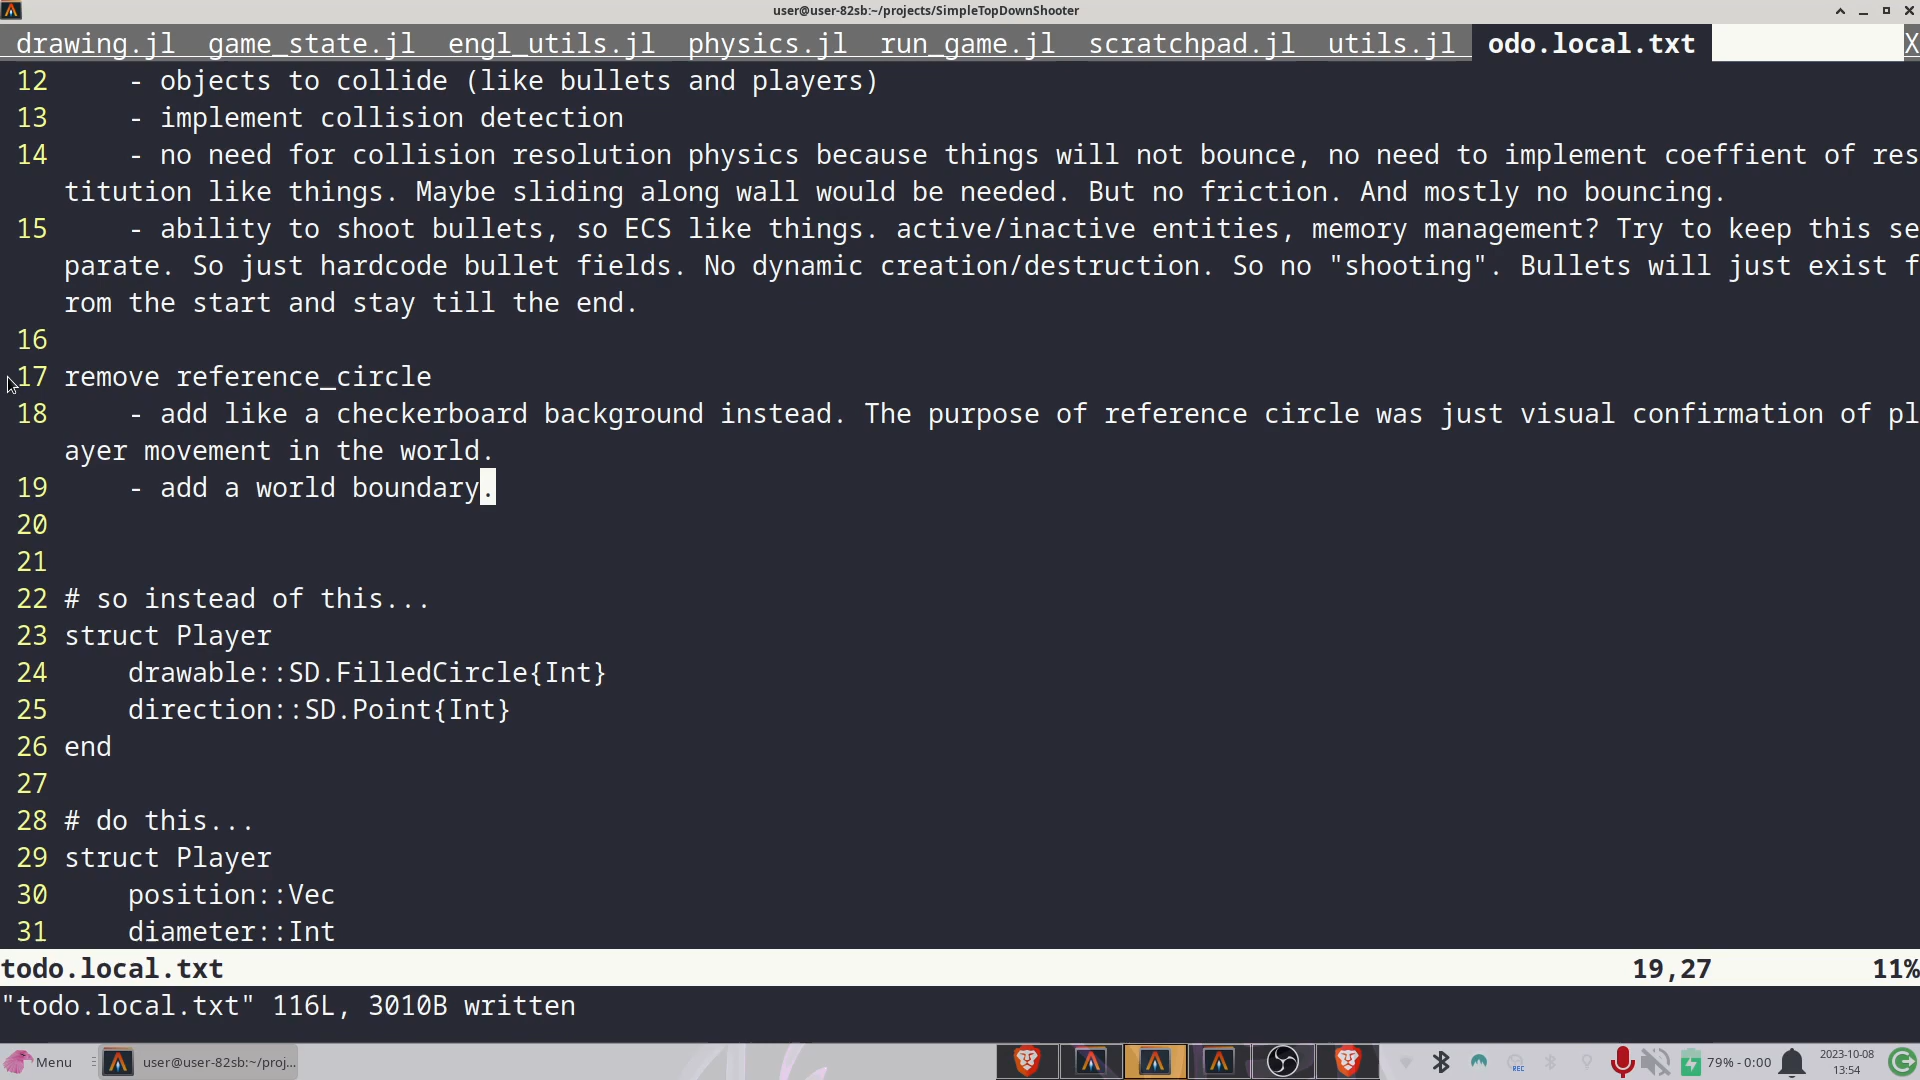 user@user-82sb:~/projects/SimpleTopDownShooter
drawing.jl game_state.jl engl_utils.jl physics.jl run_game.jl scratchpad.jl utils.jl odo.local.txt X
12 - objects to collide (like bullets and players)
13 - implement collision detection
14 - no need for collision resolution physics because things will not bounce, no need to implement coeffient of res
titution like things. Maybe sliding along wall would be needed. But no friction. And mostly no bouncing.
15 - ability to shoot bullets, so ECS like things. active/inactive entities, memory management? Try to keep this se
parate. So just hardcode bullet fields. No dynamic creation/destruction. So no "shooting". Bullets will just exist f
rom the start and stay till the end.
16
17 remove reference_circle
18 - add like a checkerboard background instead. The purpose of reference circle was just visual confirmation of pl
ayer movement in the world.
19 - add a world boundary.
20
21
22 # so instead of this...
23 struct Player
24 drawable::SD.FilledCircle{Int}
25 direction::SD.Point{Int}
26 end
27
28 # do this...
29 struct Player
30 position::Vec
31 diameter::Int
todo.local.txt 19,27 11%
"todo.local.txt" 116L, 3010B written
Menu user@user-82sb:~/proj... REC 79% - 0:00 2023-10-08
13:54